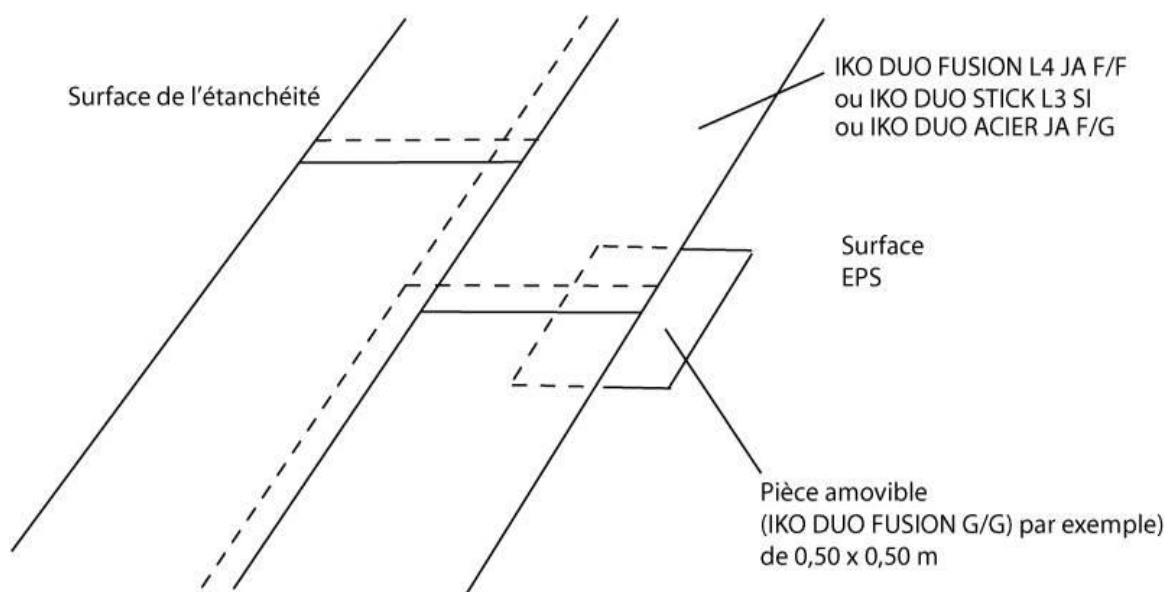 Surface de l'étanchéité
IKO DUO FUSION L4 JA F/F
ou IKO DUO STICK L3 SI
ou IKO DUO ACIER JA F/G
Surface
EPS
Pièce amovible
(IKO DUO FUSION G/G) par exemple)
de 0,50 x 0,50 m